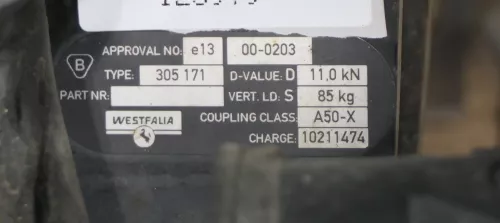 APPROVAL NO: e13 00-0203
B
TYPE: 305 171 D-VALUE: D 11,0 kN
PART NR: VERT. LD: S 85 kg
WESTFALIA COUPLING CLASS: A50-X
CHARGE: 10211474